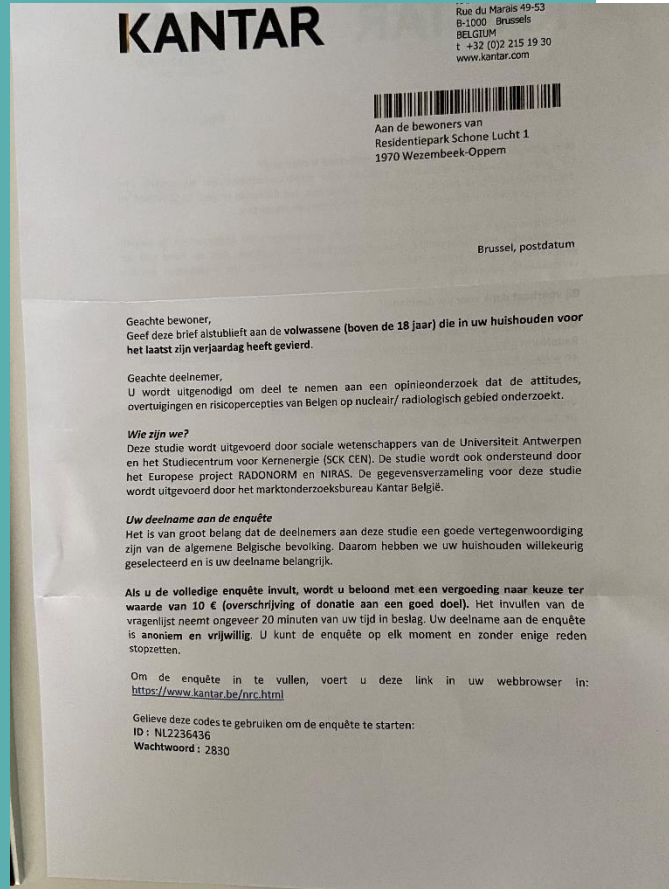 KANTAR
Rue du Marais 49-53
B-1000 Brussels
BELGIUM
t +32 (0)2 215 19 30
www.kantar.com
Aan de bewoners van
Residentiepark Schone Lucht 1
1970 Wezembeek-Oppem
Brussel, postdatum
Geachte bewoner,
Geef deze brief alstublieft aan de volwassene (boven de 18 jaar) die in uw huishouden voor
het laatst zijn verjaardag heeft gevierd.
Geachte deelnemer,
U wordt uitgenodigd om deel te nemen aan een opinieonderzoek dat de attitudes,
overtuigingen en risicopercepties van Belgen op nucleair/ radiologisch gebied onderzoekt.
Wie zijn we?
Deze studie wordt uitgevoerd door sociale wetenschappers van de Universiteit Antwerpen
en het Studiecentrum voor Kernenergie (SCK CEN). De studie wordt ook ondersteund door
het Europese project RADONORM en NIRAS. De gegevensverzameling voor deze studie
wordt uitgevoerd door het marktonderzoeksbureau Kantar België.
Uw deelname aan de enquête
Het is van groot belang dat de deelnemers aan deze studie een goede vertegenwoordiging
zijn van de algemene Belgische bevolking. Daarom hebben we uw huishouden willekeurig
geselecteerd en is uw deelname belangrijk.
Als u de volledige enquête invult, wordt u beloond met een vergoeding naar keuze ter
waarde van 10 € (overschrijving of donatie aan een goed doel). Het invullen van de
vragenlijst neemt ongeveer 20 minuten van uw tijd in beslag. Uw deelname aan de enquête
is anoniem en vrijwillig. U kunt de enquête op elk moment en zonder enige reden
stopzetten.
Om de enquête in te vullen, voert u deze link in uw webbrowser in:
https://www.kantar.be/nrc.html
Gelieve deze codes te gebruiken om de enquête te starten:
ID : NL2236436
Wachtwoord : 2830